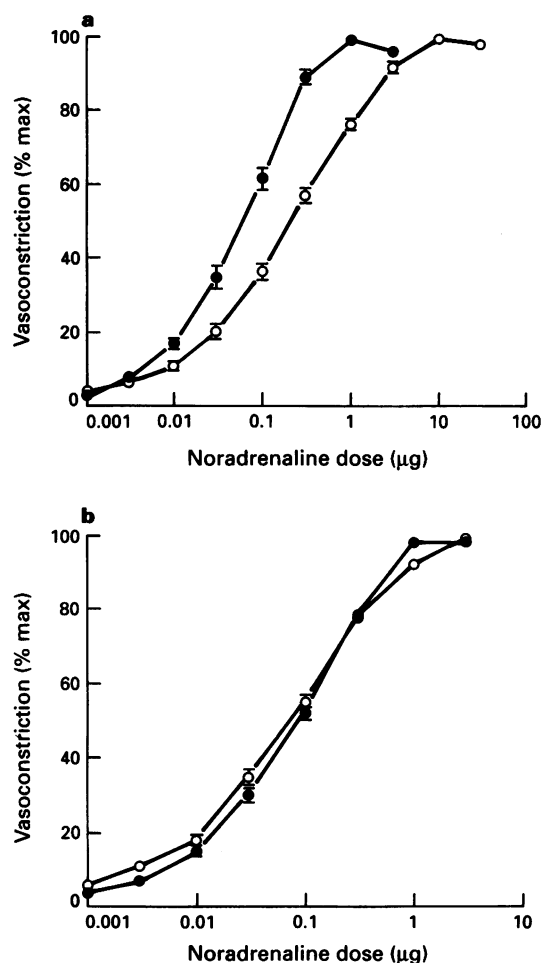 a
Vasoconstriction (% max)
100
80
60
40
20
0
0.001 0.01 0.1 1 10 100
Noradrenaline dose (µg)
b
Vasoconstriction (% max)
100
80
60
40
20
0
0.001 0.01 0.1 1 10
Noradrenaline dose (µg)